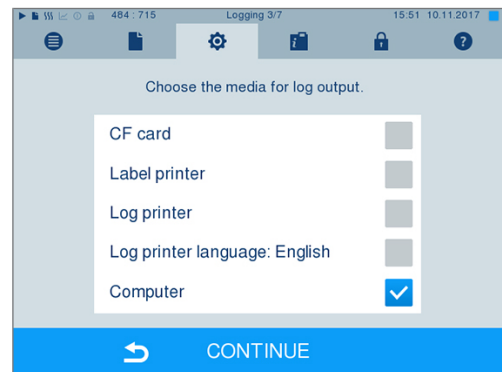 484 : 715 Logging 3/7 15:51 10.11.2017
Choose the media for log output.
CF card
Label printer
Log printer
Log printer language: English
Computer
CONTINUE